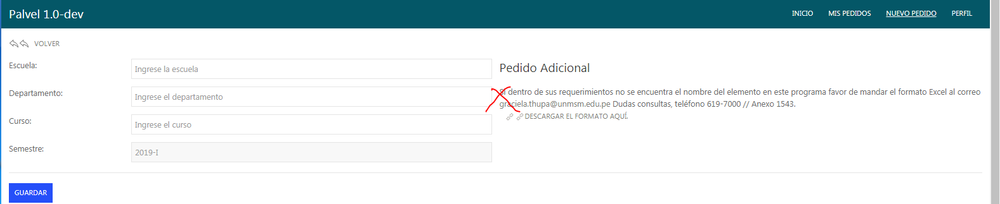 Palvel 1.0-dev
INICIO MIS PEDIDOS NUEVO PEDIDO PERFIL
VOLVER
Escuela: Ingrese la escuela
Departamento: Ingrese el departamento
Curso: Ingrese el curso
Semestre: 2019-I
Pedido Adicional
Si dentro de sus requerimientos no se encuentra el nombre del elemento en este programa favor de mandar el formato Excel al correo
graciela.thupa@unmsm.edu.pe Dudas consultas, teléfono 619-7000 // Anexo 1543.
DESCARGAR EL FORMATO AQUÍ.
GUARDAR